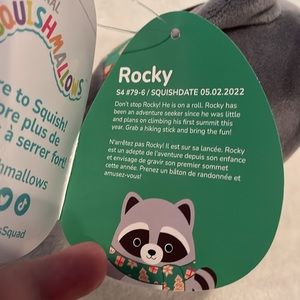 SQUISHMALLOWS
re to Squish!
ore plus de
à serrer fort!
hmallows
sSquad
Rocky
S4 #79-6 / SQUISHDATE 05.02.2022
Don't stop Rocky! He is on a roll. Rocky has
been an adventure seeker since he was little
and plans on climbing his first summit this
year. Grab a hiking stick and bring the fun!
N'arrêtez pas Rocky! Il est sur sa lancée. Rocky
est un adepte de l'aventure depuis son enfance
et envisage de gravir son premier sommet
cette année. Prenez un bâton de randonnée et
amusez-vous!